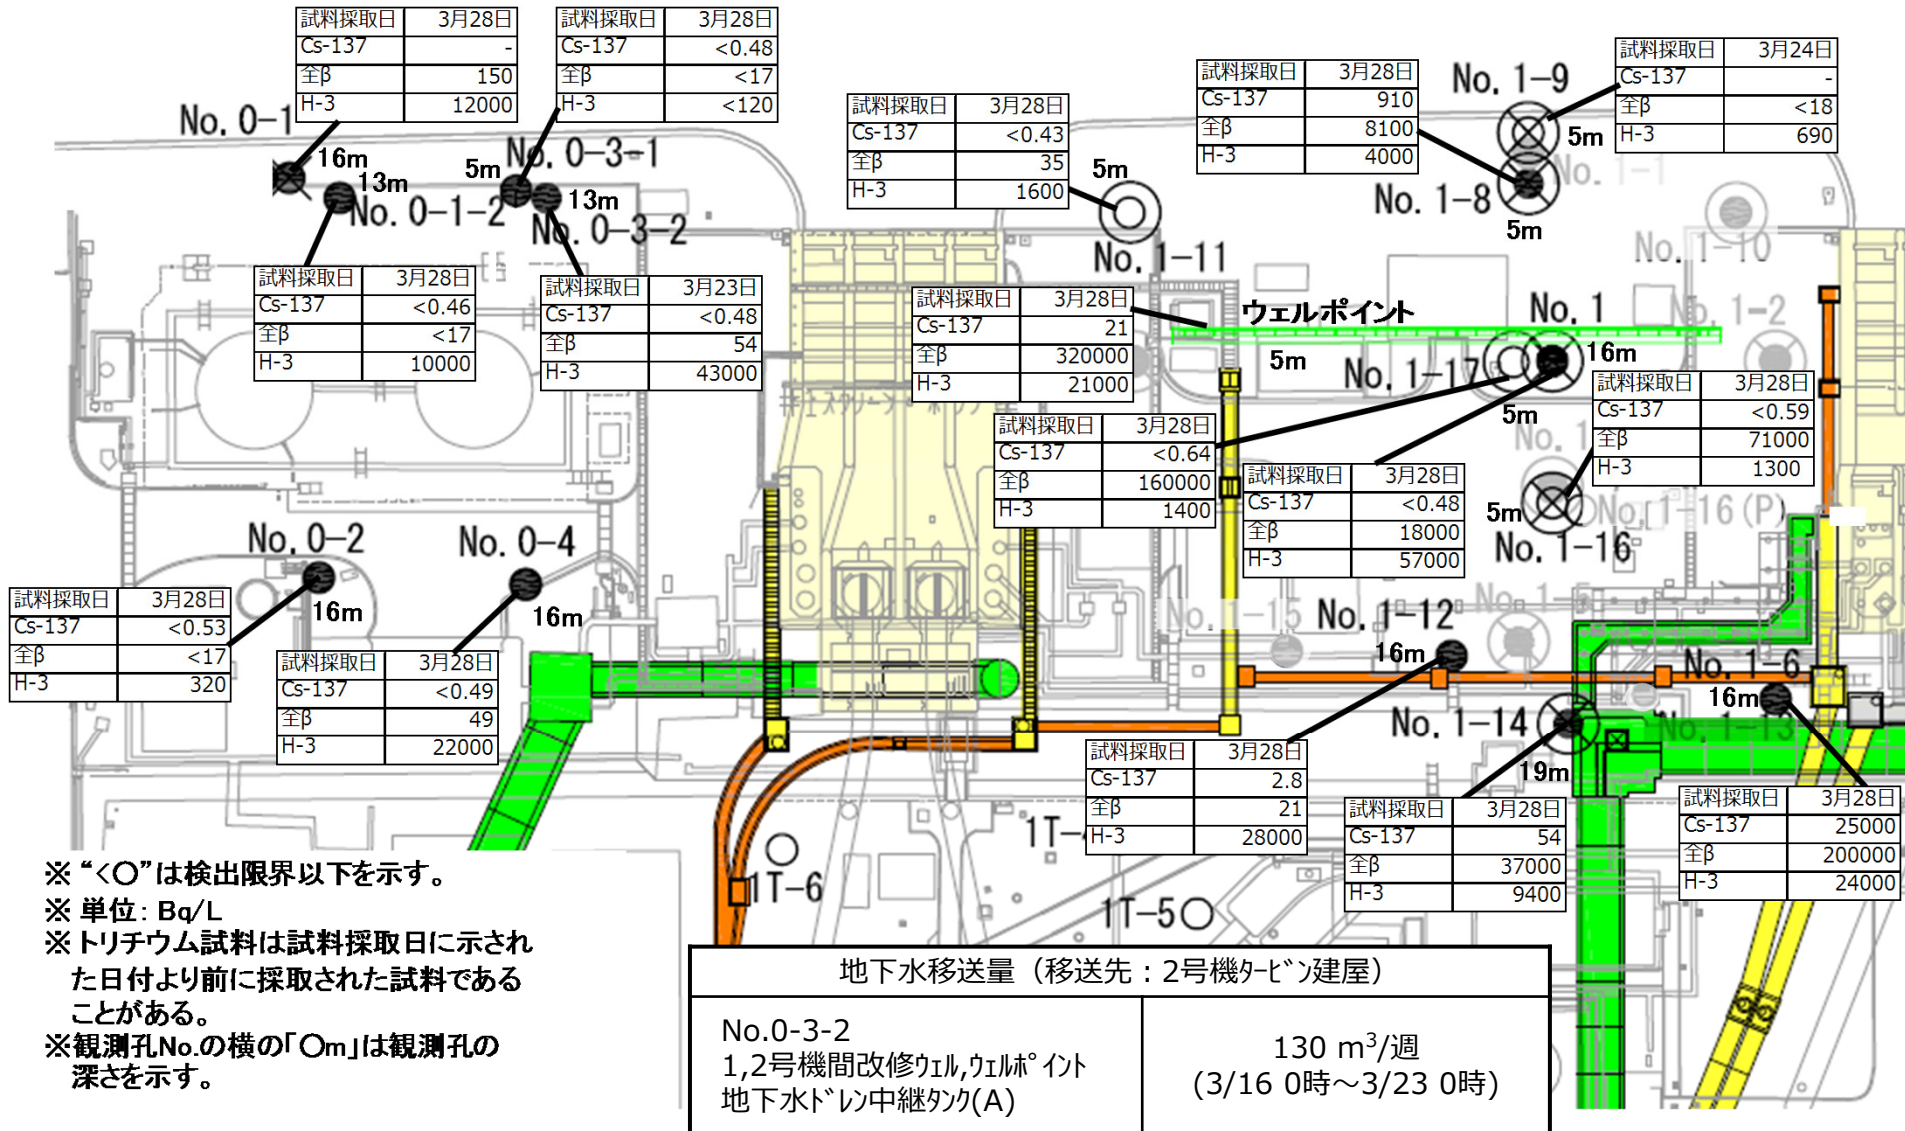 試料採取日 3月28日
Cs-137 -
全β 150
H-3 12000
試料採取日 3月28日
Cs-137 <0.48
全β <17
H-3 <120
試料採取日 3月28日
Cs-137 <0.43
全β 35
H-3 1600
試料採取日 3月28日
Cs-137 910
全β 8100
H-3 4000
試料採取日 3月24日
Cs-137 -
全β <18
H-3 690
No. 0-1
16m
13m
No. 0-1-2
5m
No. 0-3-1
13m
No. 0-3-2
5m
No. 1-11
No. 1-9
5m
No. 1-1
No. 1-8
5m
No. 1-10
試料採取日 3月28日
Cs-137 <0.46
全β <17
H-3 10000
試料採取日 3月23日
Cs-137 <0.48
全β 54
H-3 43000
試料採取日 3月28日
Cs-137 21
全β 320000
H-3 21000
ウェルポイント
5m
No. 1
16m
No. 1-2
No. 1-17
5m
試料採取日 3月28日
Cs-137 <0.59
全β 71000
H-3 1300
試料採取日 3月28日
Cs-137 <0.64
全β 160000
H-3 1400
試料採取日 3月28日
Cs-137 <0.48
全β 18000
H-3 57000
5m
No. 1-16(P)
No. 1-16
No. 0-2
16m
No. 0-4
16m
No. 1-15
No. 1-12
16m
No. 1-5
No. 1-6
16m
No. 1-14
19m
No. 1-13
試料採取日 3月28日
Cs-137 <0.53
全β <17
H-3 320
試料採取日 3月28日
Cs-137 <0.49
全β 49
H-3 22000
試料採取日 3月28日
Cs-137 2.8
全β 21
H-3 28000
試料採取日 3月28日
Cs-137 54
全β 37000
H-3 9400
試料採取日 3月28日
Cs-137 25000
全β 200000
H-3 24000
1T-6
1T-
1T-5
※ “<〇”は検出限界以下を示す。
※ 単位: Bq/L
※ トリチウム試料は試料採取日に示され
た日付より前に採取された試料である
ことがある。
※観測孔No.の横の「〇m」は観測孔の
深さを示す。
地下水移送量（移送先：2号機ﾀｰﾋﾞﾝ建屋）
No.0-3-2
1,2号機間改修ｳｪﾙ,ｳｪﾙﾎﾟｲﾝﾄ
地下水ﾄﾞﾚﾝ中継ﾀﾝｸ(A)
130 m³/週
(3/16 0時～3/23 0時)